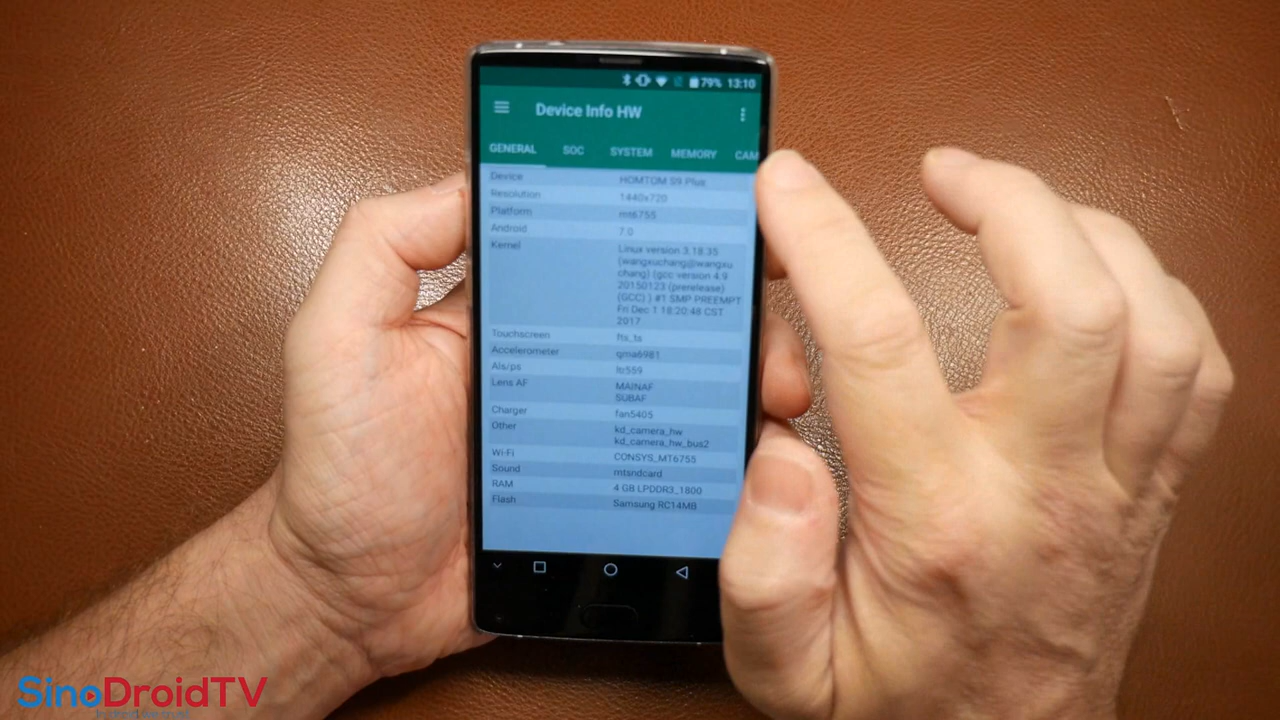 79% 13:10
Device Info HW
GENERAL SOC SYSTEM MEMORY CAM
Device HOMTOM S9 Plus
Resolution 1440x720
Platform mt6755
Android 7.0
Kernel Linux version 3.18.35
(wangxuchang@wangxu
chang) (gcc version 4.9
20150123 (prerelease)
(GCC) ) #1 SMP PREEMPT
Fri Dec 1 18:20:48 CST
2017
Touchscreen fts_ts
Accelerometer qma6981
Als/ps ltr559
Lens AF MAINAF
SUBAF
Charger fan5405
Other kd_camera_hw
kd_camera_hw_bus2
Wi-Fi CONSYS_MT6755
Sound mtsndcard
RAM 4 GB LPDDR3_1800
Flash Samsung RC14MB
SinoDroidTV